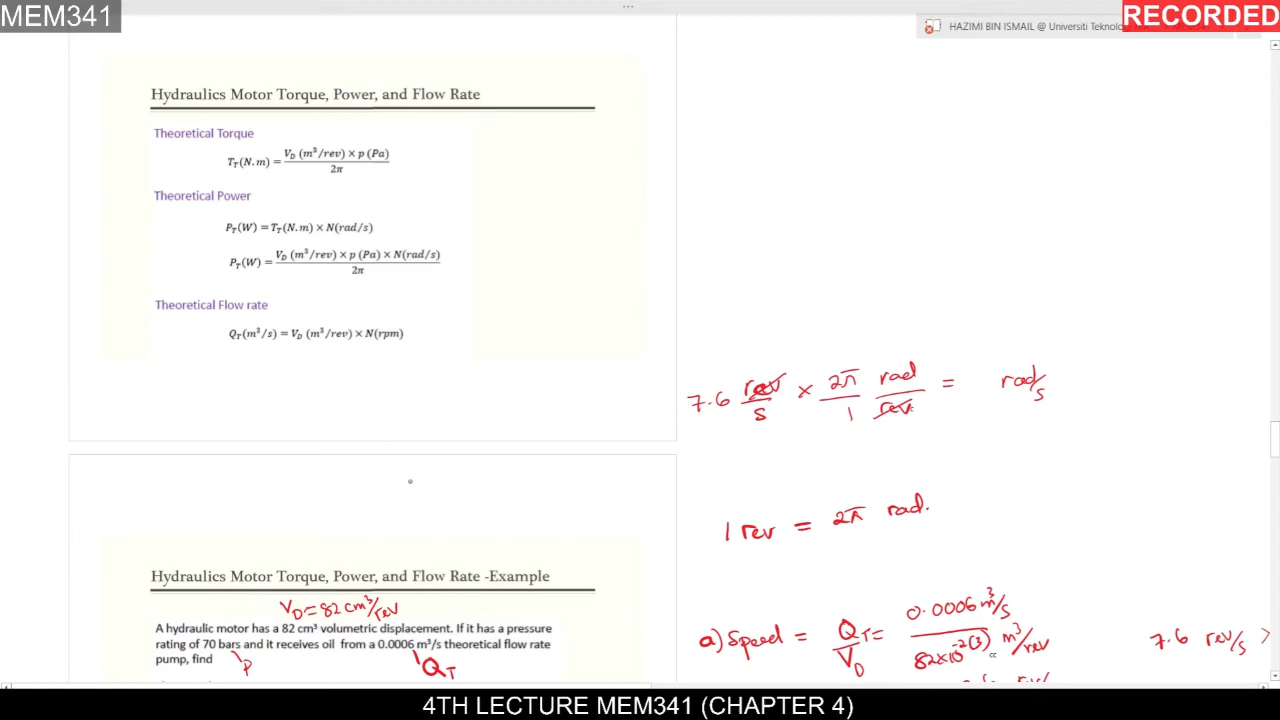 MEM341
RECORDED
HAZIMI BIN ISMAIL @ Universiti Teknolog
Hydraulics Motor Torque, Power, and Flow Rate
Theoretical Torque
T_T(N.m) = V_D (m³/rev) × p (Pa) / 2π
Theoretical Power
P_T(W) = T_T(N.m) × N(rad/s)
P_T(W) = V_D (m³/rev) × p (Pa) × N(rad/s) / 2π
Theoretical Flow rate
Q_T(m³/s) = V_D (m³/rev) × N(rpm)
7.6 rev/s × 2π/1 rad/rev = rad/s
1 rev = 2π rad.
Hydraulics Motor Torque, Power, and Flow Rate -Example
V_D = 82 cm³/rev
A hydraulic motor has a 82 cm³ volumetric displacement. If it has a pressure
rating of 70 bars and it receives oil from a 0.0006 m³/s theoretical flow rate
pump, find
P
Q_T
a) Speed = Q_T/V_D = 0.0006 m³/s / 82×10^-2(3) m³/rev
7.6 rev/s >
4TH LECTURE MEM341 (CHAPTER 4)